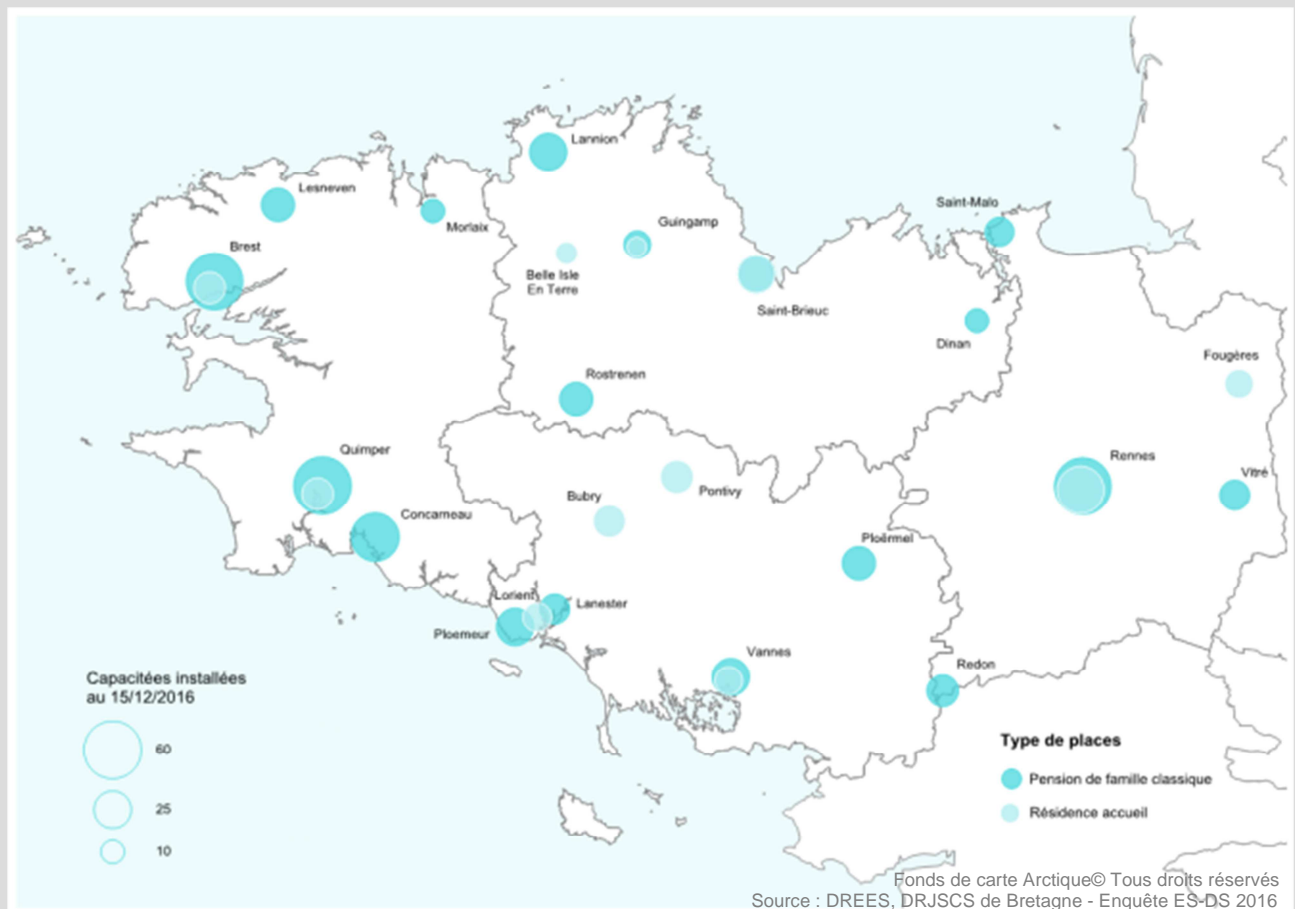 Lannion
Lesneven
Saint-Malo
Guingamp
Morlaix
Brest
Belle Isle
En Terre
Saint-Brieuc
Dinan
Fougères
Rostrenen
Quimper
Rennes
Vitré
Pontivy
Bubry
Concarneau
Ploërmel
Lorient
Lanester
Ploemeur
Vannes
Redon
Capacitées installées
au 15/12/2016
60
25
10
Type de places
Pension de famille classique
Résidence accueil
Fonds de carte Arctique© Tous droits réservés
Source : DREES, DRJSCS de Bretagne - Enquête ES-DS 2016